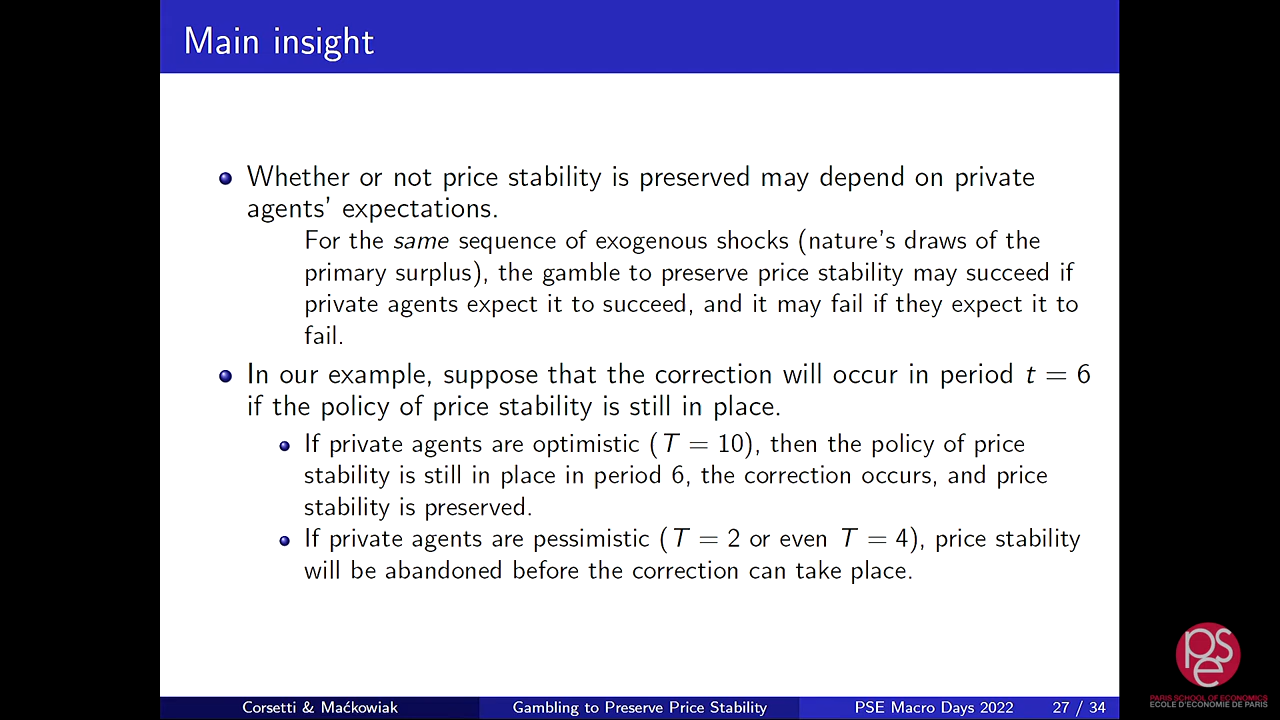 Main insight
Whether or not price stability is preserved may depend on private
agents' expectations.
For the same sequence of exogenous shocks (nature's draws of the
primary surplus), the gamble to preserve price stability may succeed if
private agents expect it to succeed, and it may fail if they expect it to
fail.
In our example, suppose that the correction will occur in period t = 6
if the policy of price stability is still in place.
If private agents are optimistic (T = 10), then the policy of price
stability is still in place in period 6, the correction occurs, and price
stability is preserved.
If private agents are pessimistic (T = 2 or even T = 4), price stability
will be abandoned before the correction can take place.
pse
PARIS SCHOOL OF ECONOMICS
ECOLE D'ECONOMIE DE PARIS
Corsetti & Maćkowiak Gambling to Preserve Price Stability PSE Macro Days 2022 27 / 34